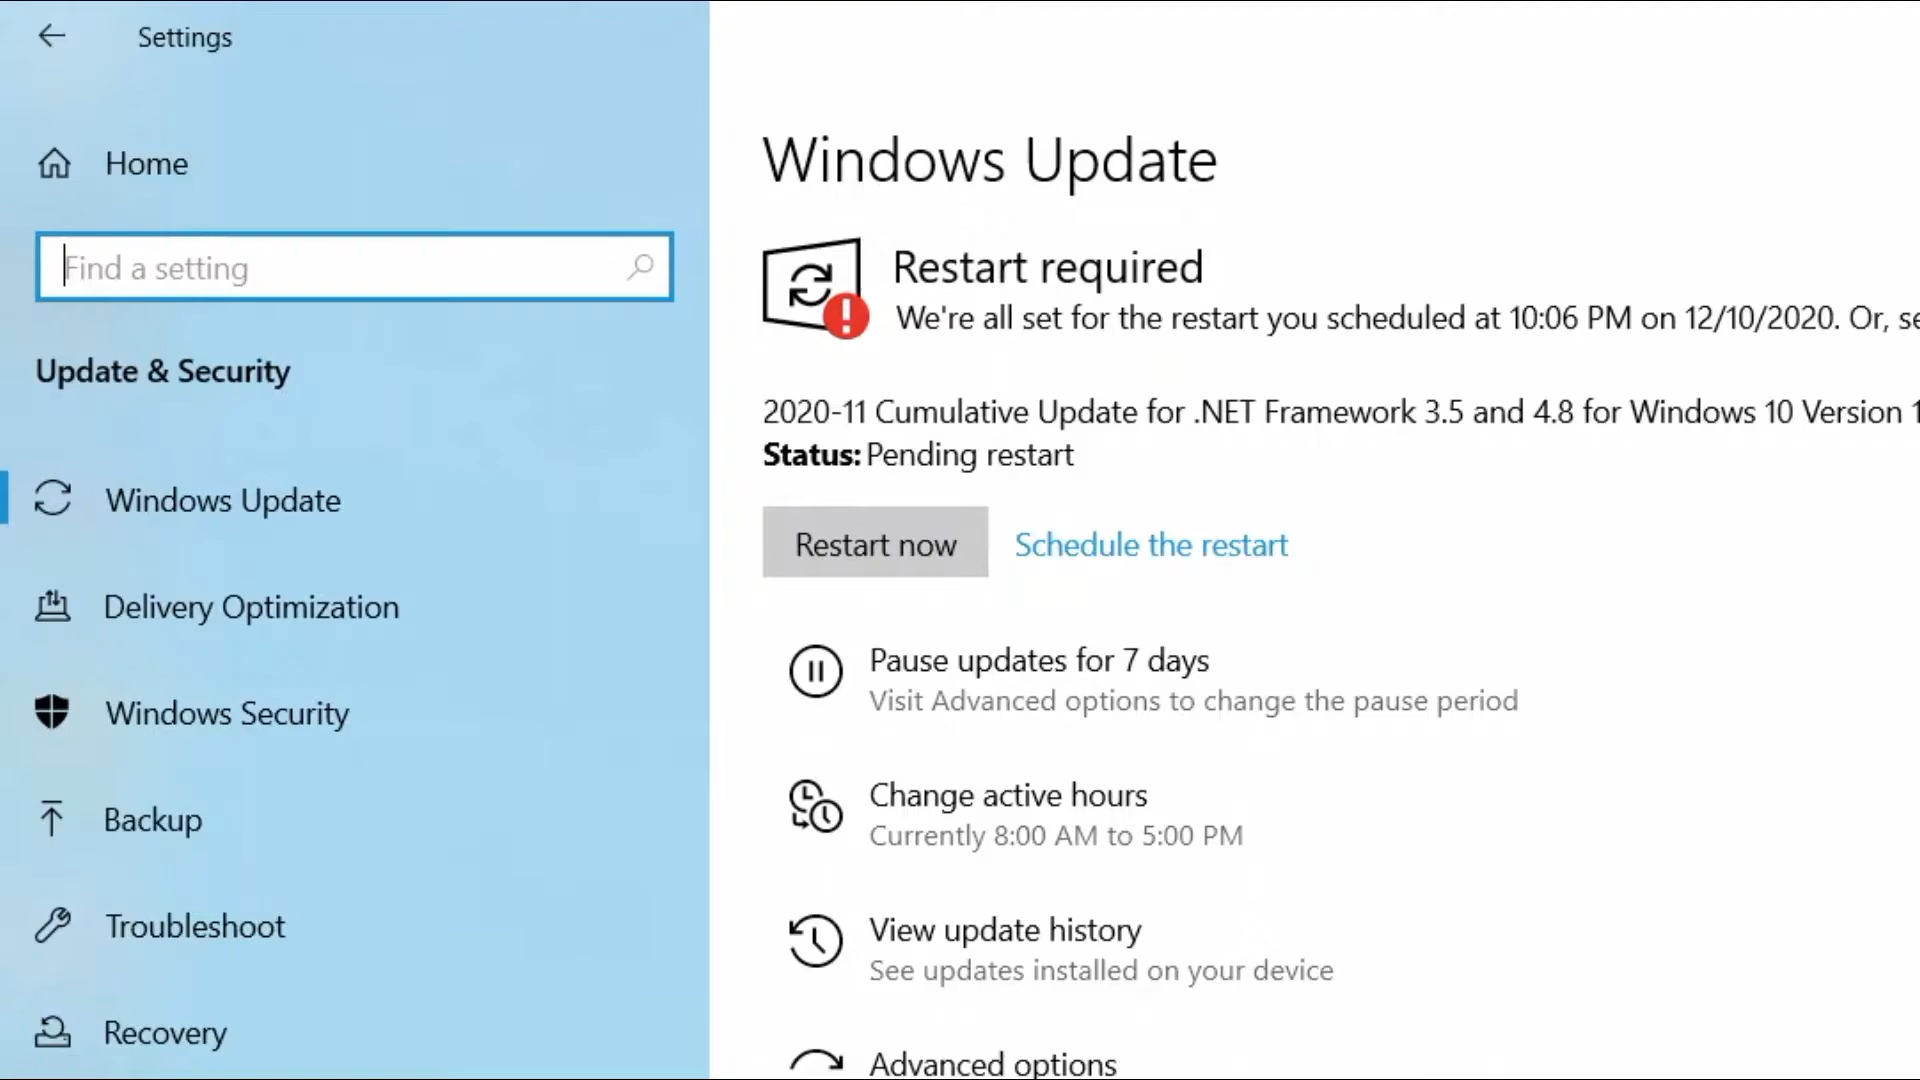 Settings
Home
Find a setting
Update & Security
Windows Update
Delivery Optimization
Windows Security
Backup
Troubleshoot
Recovery
Windows Update
Restart required
We're all set for the restart you scheduled at 10:06 PM on 12/10/2020. Or, se
2020-11 Cumulative Update for .NET Framework 3.5 and 4.8 for Windows 10 Version 1
Status: Pending restart
Restart now
Schedule the restart
Pause updates for 7 days
Visit Advanced options to change the pause period
Change active hours
Currently 8:00 AM to 5:00 PM
View update history
See updates installed on your device
Advanced options